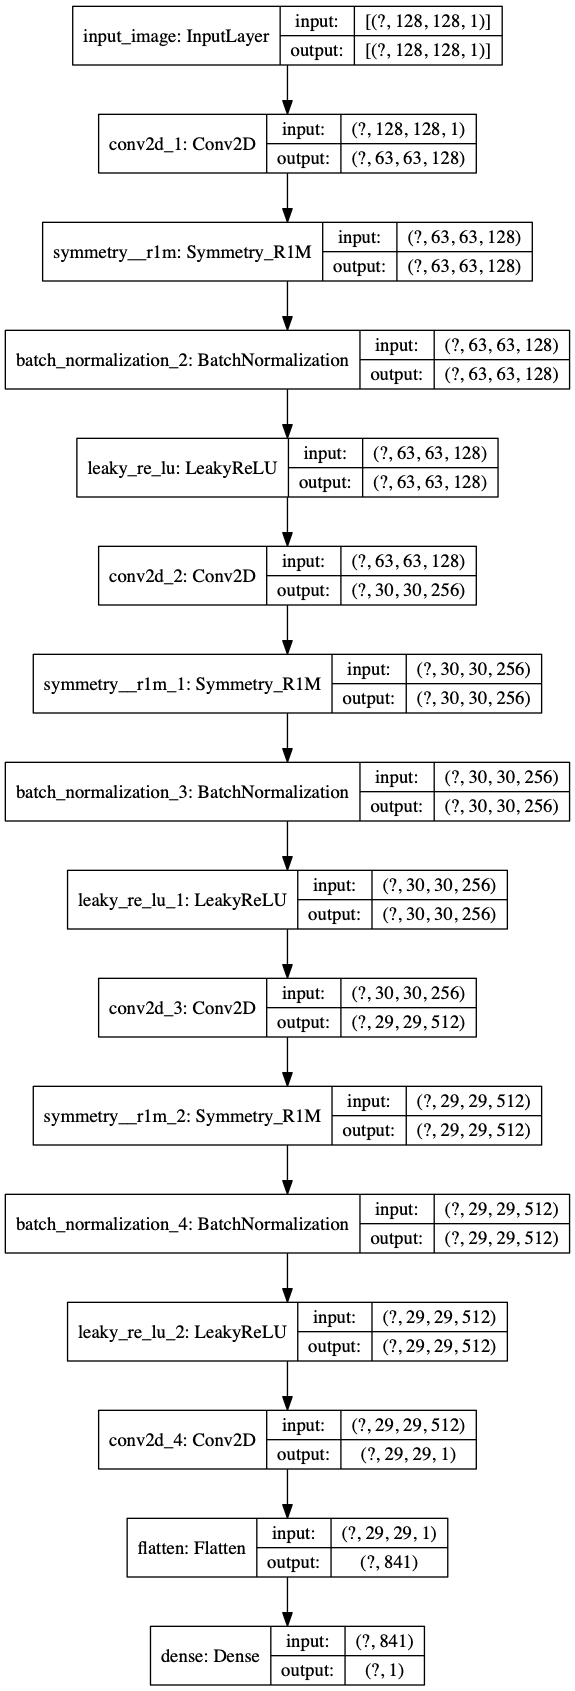 input_image: InputLayer
input: [(?, 128, 128, 1)]
output: [(?, 128, 128, 1)]
conv2d_1: Conv2D
input: (?, 128, 128, 1)
output: (?, 63, 63, 128)
symmetry__r1m: Symmetry_R1M
input: (?, 63, 63, 128)
output: (?, 63, 63, 128)
batch_normalization_2: BatchNormalization
input: (?, 63, 63, 128)
output: (?, 63, 63, 128)
leaky_re_lu: LeakyReLU
input: (?, 63, 63, 128)
output: (?, 63, 63, 128)
conv2d_2: Conv2D
input: (?, 63, 63, 128)
output: (?, 30, 30, 256)
symmetry__r1m_1: Symmetry_R1M
input: (?, 30, 30, 256)
output: (?, 30, 30, 256)
batch_normalization_3: BatchNormalization
input: (?, 30, 30, 256)
output: (?, 30, 30, 256)
leaky_re_lu_1: LeakyReLU
input: (?, 30, 30, 256)
output: (?, 30, 30, 256)
conv2d_3: Conv2D
input: (?, 30, 30, 256)
output: (?, 29, 29, 512)
symmetry__r1m_2: Symmetry_R1M
input: (?, 29, 29, 512)
output: (?, 29, 29, 512)
batch_normalization_4: BatchNormalization
input: (?, 29, 29, 512)
output: (?, 29, 29, 512)
leaky_re_lu_2: LeakyReLU
input: (?, 29, 29, 512)
output: (?, 29, 29, 512)
conv2d_4: Conv2D
input: (?, 29, 29, 512)
output: (?, 29, 29, 1)
flatten: Flatten
input: (?, 29, 29, 1)
output: (?, 841)
dense: Dense
input: (?, 841)
output: (?, 1)